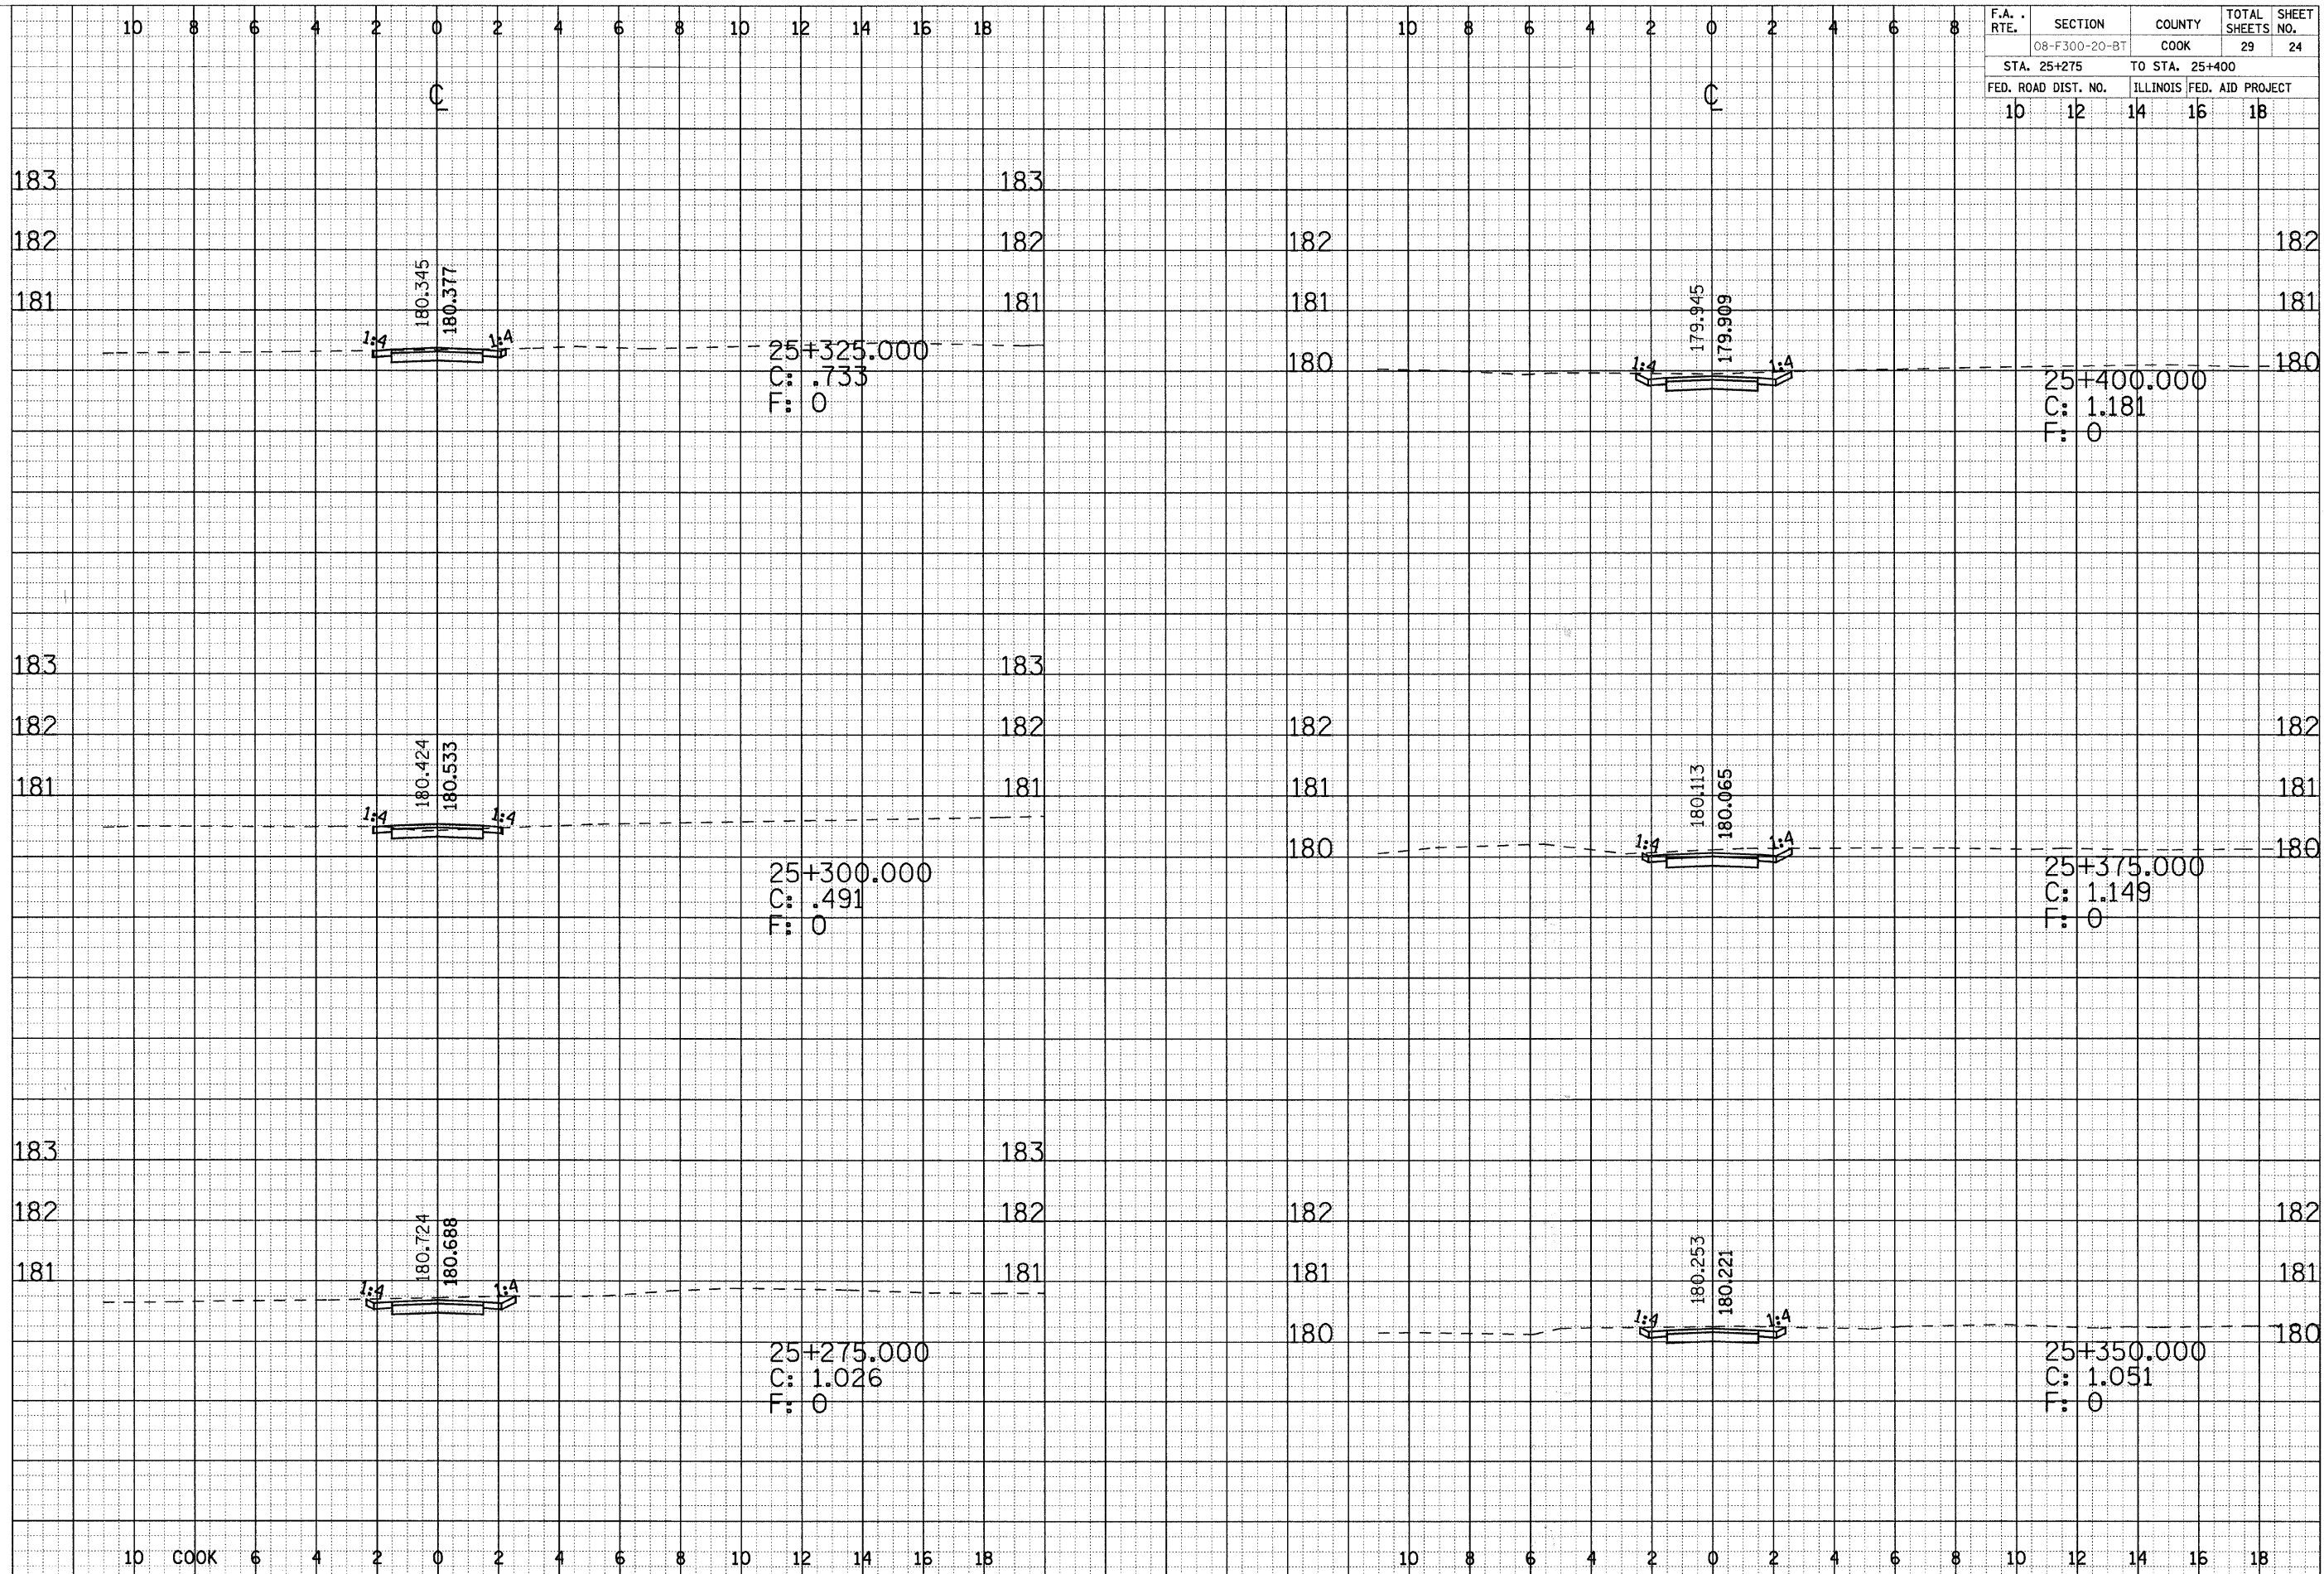 10 8 6 4 2 0 2 4 6 8 10 12 14 16 18
10 8 6 4 2 0 2 4 6 8
F.A. . RTE. SECTION COUNTY TOTAL SHEETS SHEET NO.
08-F300-20-BT COOK 29 24
STA. 25+275 TO STA. 25+400
FED. ROAD DIST. NO. ILLINOIS FED. AID PROJECT
10 12 14 16 18
℄
℄
183 183
182 182
181 181
180.345
180.377
1:4 1:4
25+325.000
C: .733
F: 0
182 182
181 181
180 180
179.945
179.909
1:4 1:4
25+400.000
C: 1.181
F: 0
183 183
182 182
181 181
180.424
180.533
1:4 1:4
25+300.000
C: .491
F: 0
182 182
181 181
180 180
180.113
180.065
1:4 1:4
25+375.000
C: 1.149
F: 0
183 183
182 182
181 181
180.724
180.688
1:4 1:4
25+275.000
C: 1.026
F: 0
182 182
181 181
180 180
180.253
180.221
1:4 1:4
25+350.000
C: 1.051
F: 0
10 COOK 6 4 2 0 2 4 6 8 10 12 14 16 18
10 8 6 4 2 0 2 4 6 8 10 12 14 16 18